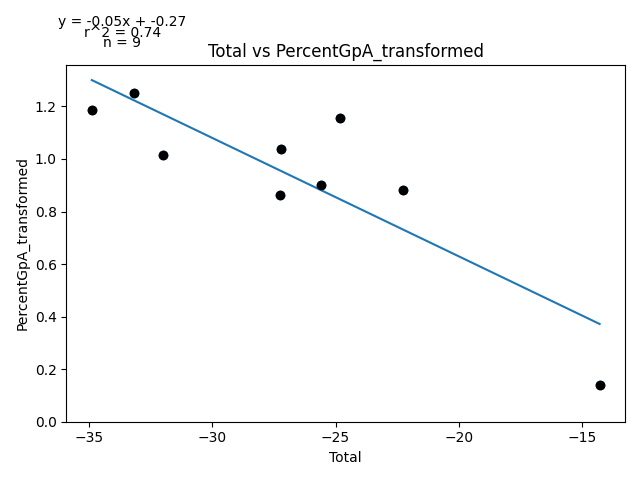 y = -0.05x + -0.27
r^2 = 0.74
n = 9
Total vs PercentGpA_transformed
PercentGpA_transformed
1.2
1.0
0.8
0.6
0.4
0.2
0.0
−35
−30
−25
−20
−15
Total